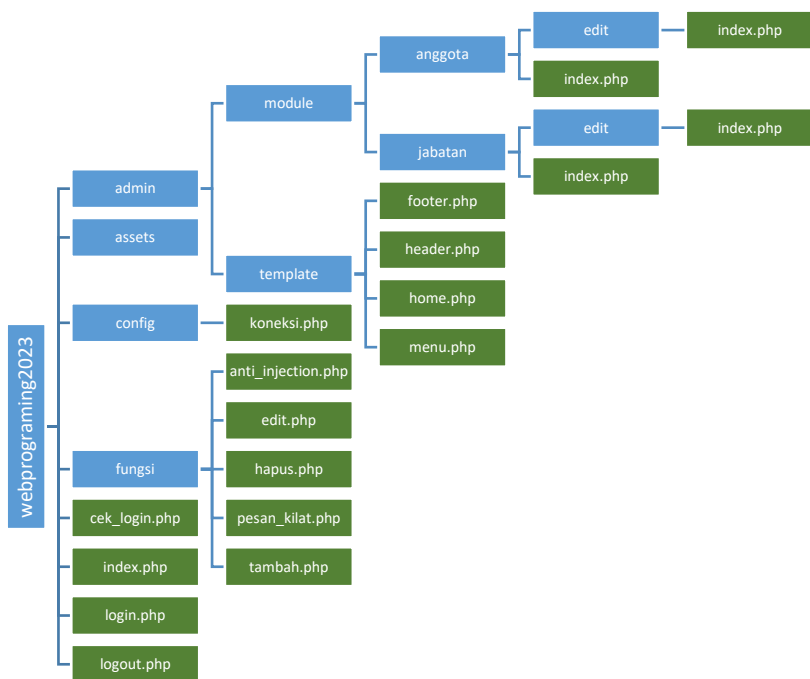 webprograming2023
admin
module
anggota
edit
index.php
index.php
jabatan
edit
index.php
index.php
template
footer.php
header.php
home.php
menu.php
assets
config
koneksi.php
fungsi
anti_injection.php
edit.php
hapus.php
pesan_kilat.php
tambah.php
cek_login.php
index.php
login.php
logout.php